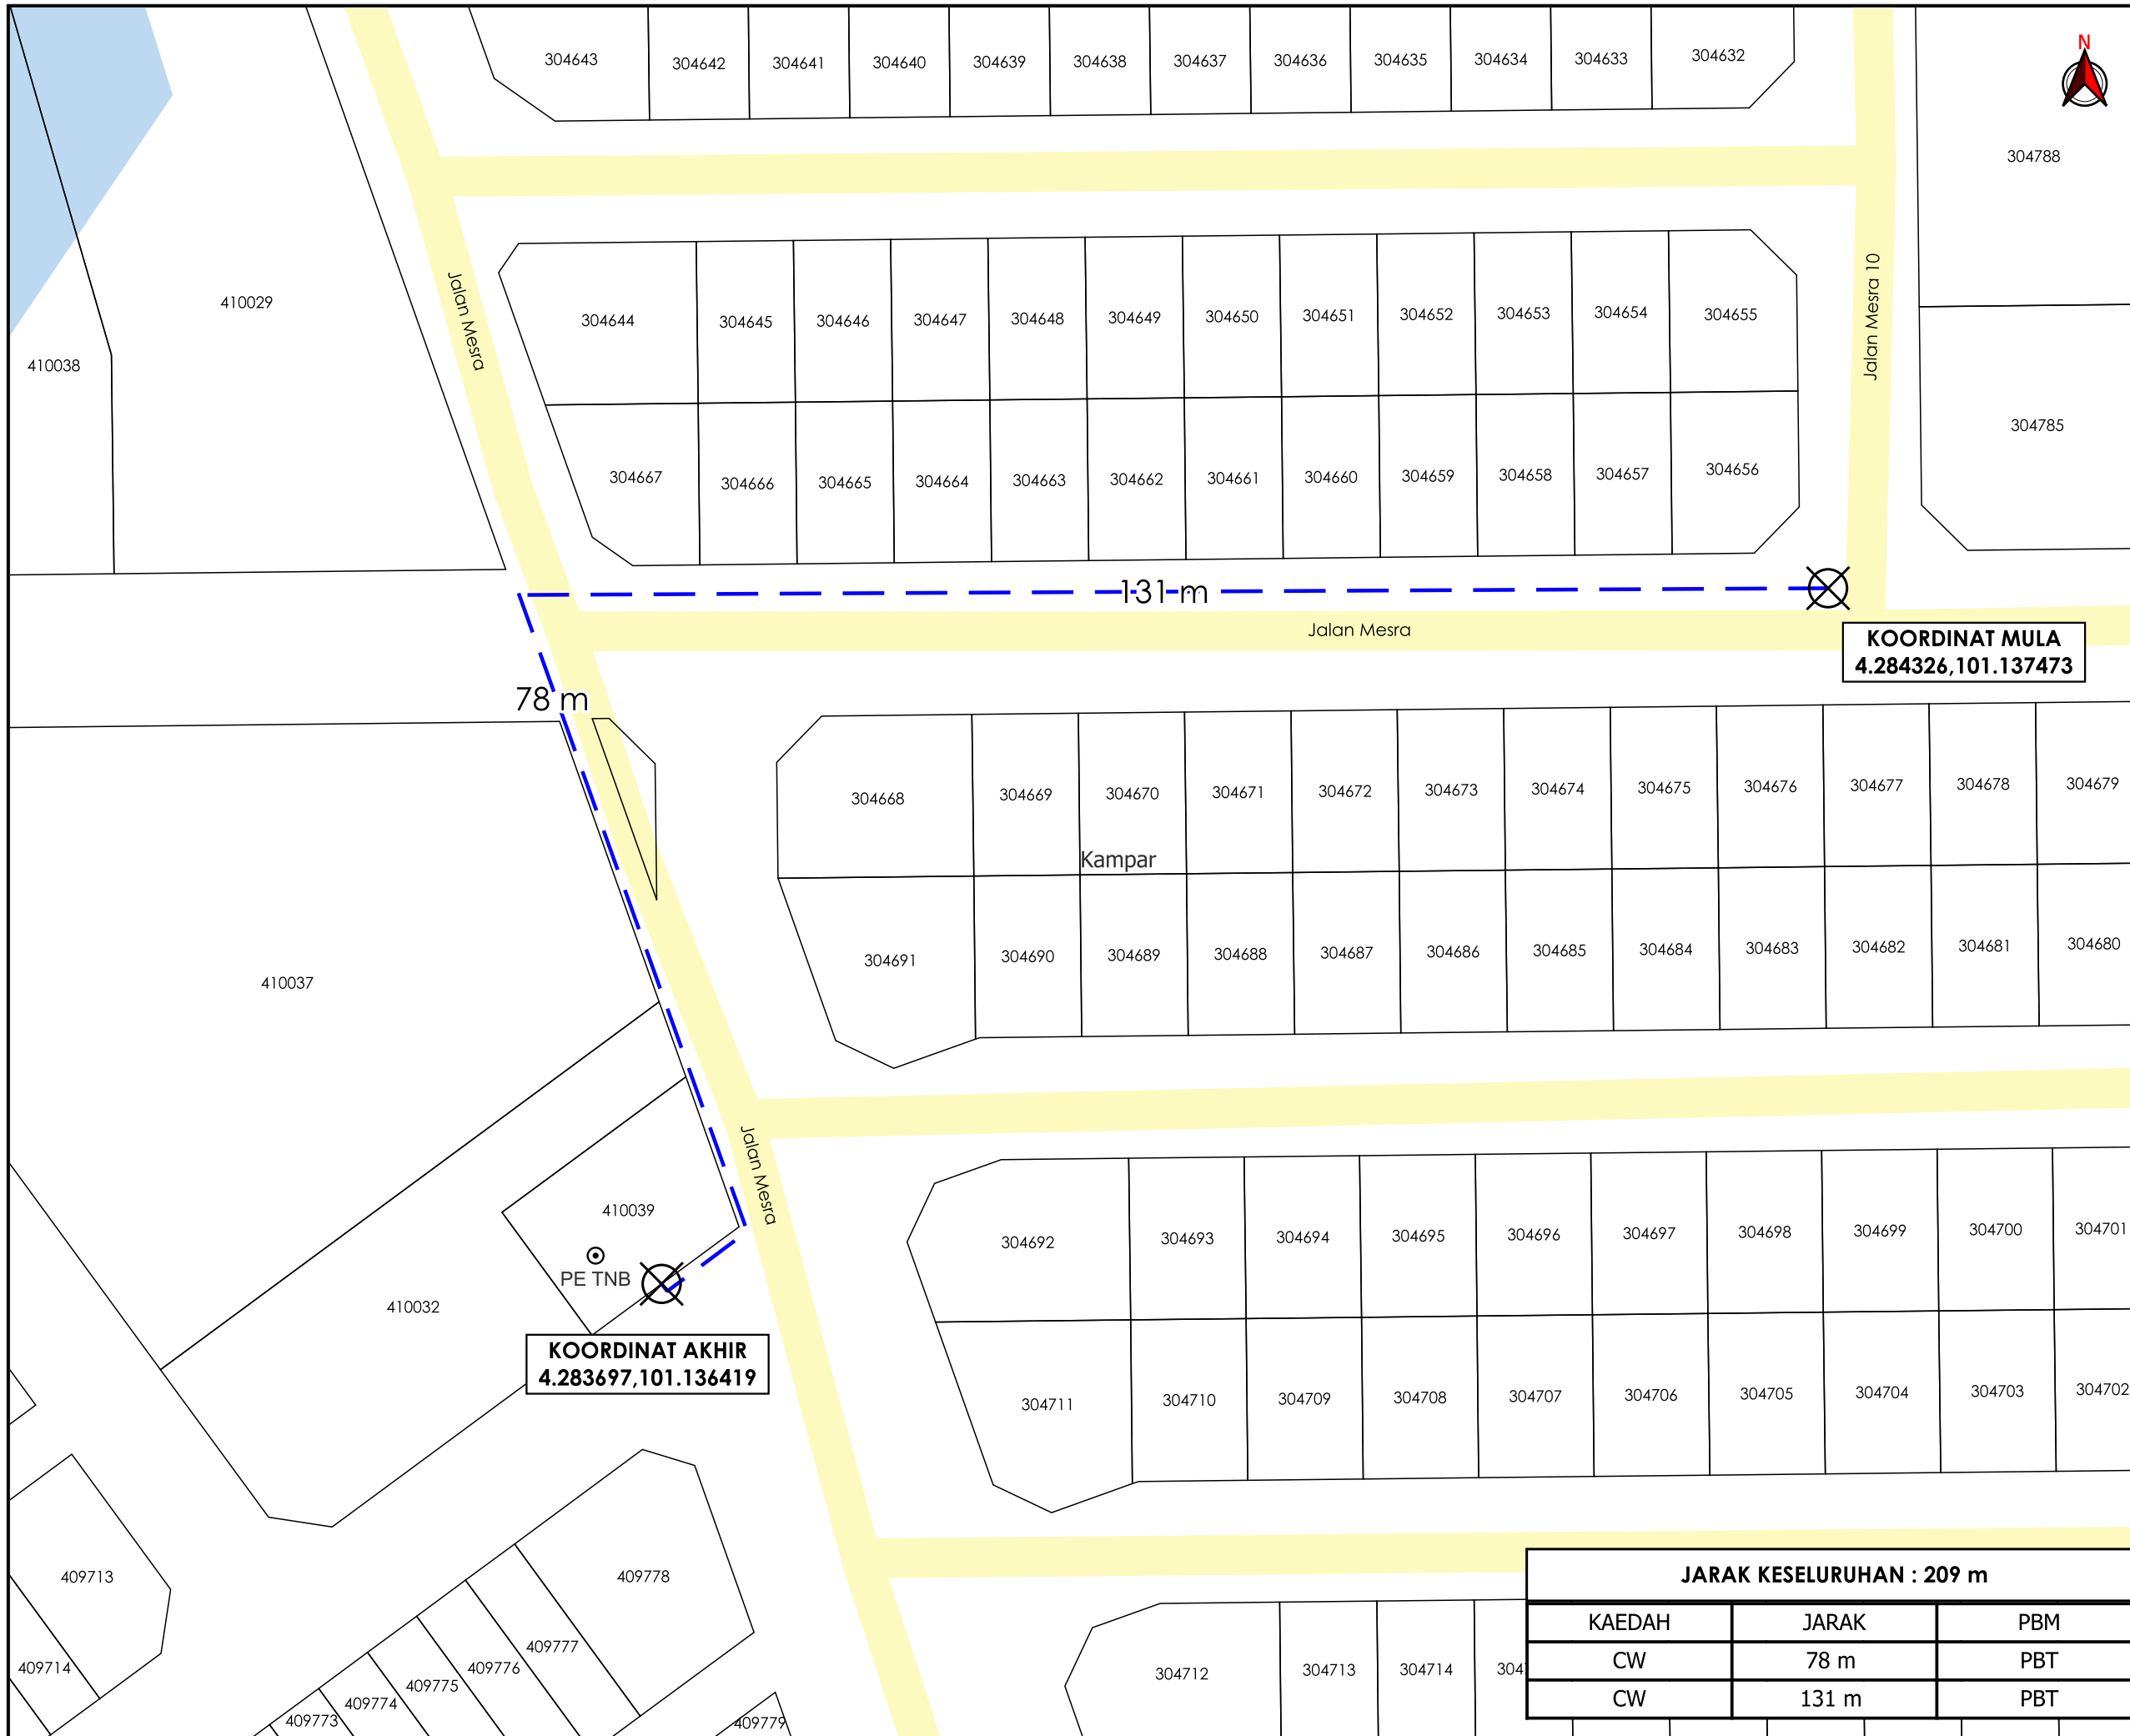 N
304643 304642 304641 304640 304639 304638 304637 304636 304635 304634 304633 304632
304788
410029
Jalan Mesra
Jalan Mesra 10
304644 304645 304646 304647 304648 304649 304650 304651 304652 304653 304654 304655
410038
304785
304667 304666 304665 304664 304663 304662 304661 304660 304659 304658 304657 304656
131 m
Jalan Mesra
KOORDINAT MULA
4.284326,101.137473
78 m
304668 304669 304670 304671 304672 304673 304674 304675 304676 304677 304678 304679
Kampar
410037
304691 304690 304689 304688 304687 304686 304685 304684 304683 304682 304681 304680
Jalan Mesra
410039
304692 304693 304694 304695 304696 304697 304698 304699 304700 304701
PE TNB
410032
KOORDINAT AKHIR
4.283697,101.136419
304711 304710 304709 304708 304707 304706 304705 304704 304703 304702
409713
409778
JARAK KESELURUHAN : 209 m
KAEDAH JARAK PBM
CW 78 m PBT
CW 131 m PBT
409714
409777
409776
409775
409774
409773
409779
304712 304713 304714